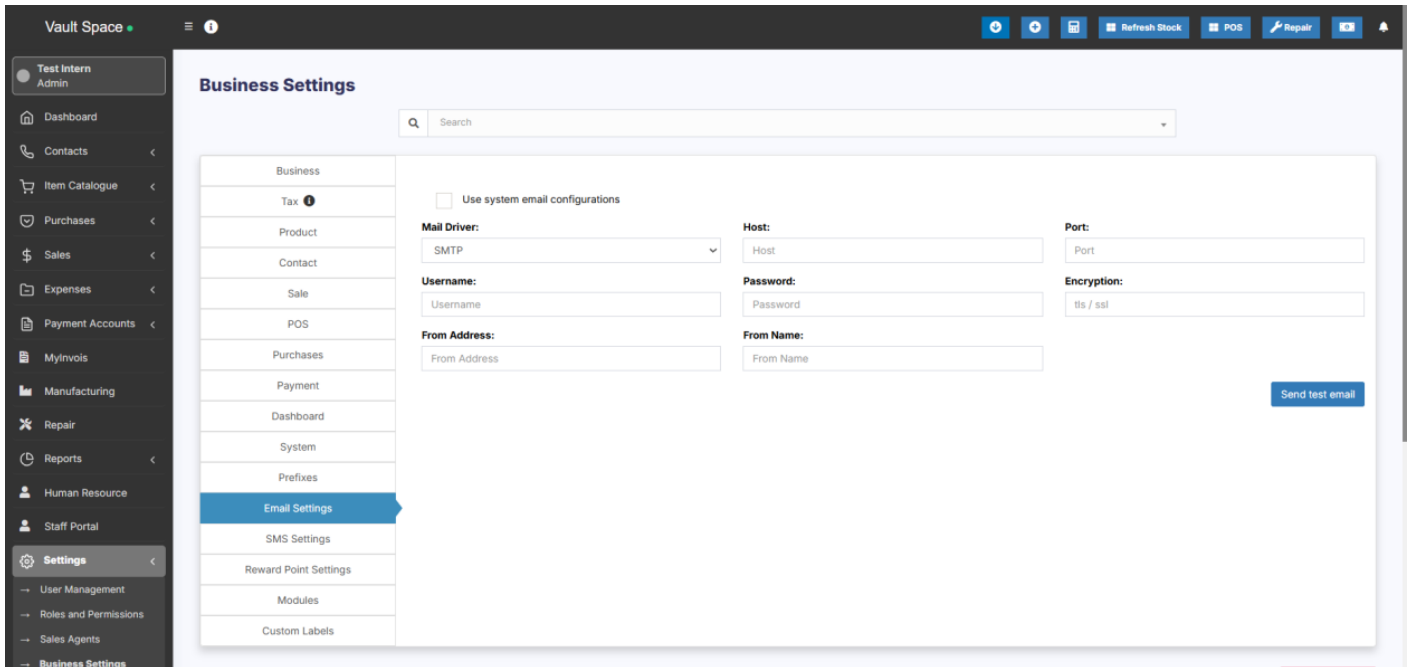 Vault Space
Refresh Stock
POS
Repair
Test Intern
Admin
Dashboard
Contacts
Item Catalogue
Purchases
Sales
Expenses
Payment Accounts
MyInvois
Manufacturing
Repair
Reports
Human Resource
Staff Portal
Settings
→ User Management
→ Roles and Permissions
→ Sales Agents
→ Business Settings
Business Settings
Search
Business
Tax
Product
Contact
Sale
POS
Purchases
Payment
Dashboard
System
Prefixes
Email Settings
SMS Settings
Reward Point Settings
Modules
Custom Labels
Use system email configurations
Mail Driver:
SMTP
Host:
Host
Port:
Port
Username:
Username
Password:
Password
Encryption:
tls / ssl
From Address:
From Address
From Name:
From Name
Send test email